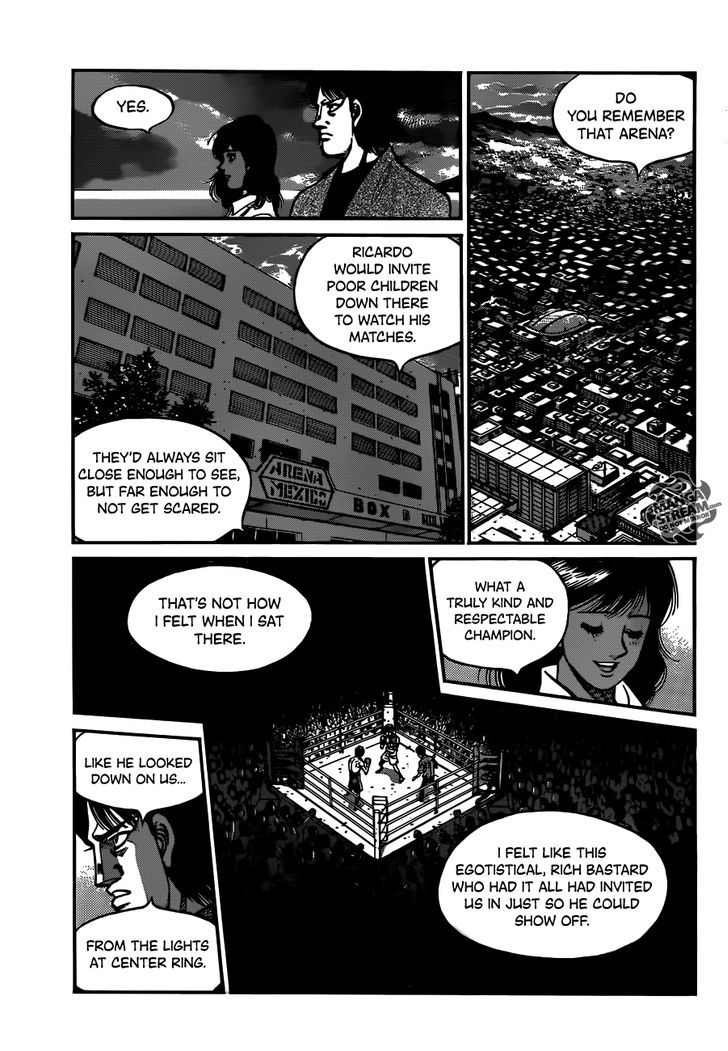 DO
YOU REMEMBER
THAT ARENA?
YES.
RICARDO
WOULD INVITE
POOR CHILDREN
DOWN THERE
TO WATCH HIS
MATCHES.
THEY'D ALWAYS SIT
CLOSE ENOUGH TO SEE,
BUT FAR ENOUGH TO
NOT GET SCARED.
ARENA
MEXICO
BOX
MANGA
STREAM.com
DO NOT MIRROR
WHAT A
TRULY KIND AND
RESPECTABLE
CHAMPION.
THAT'S NOT HOW
I FELT WHEN I SAT
THERE.
I FELT LIKE THIS
EGOTISTICAL, RICH BASTARD
WHO HAD IT ALL HAD INVITED
US IN JUST SO HE COULD
SHOW OFF.
LIKE HE LOOKED
DOWN ON US...
FROM THE LIGHTS
AT CENTER RING.